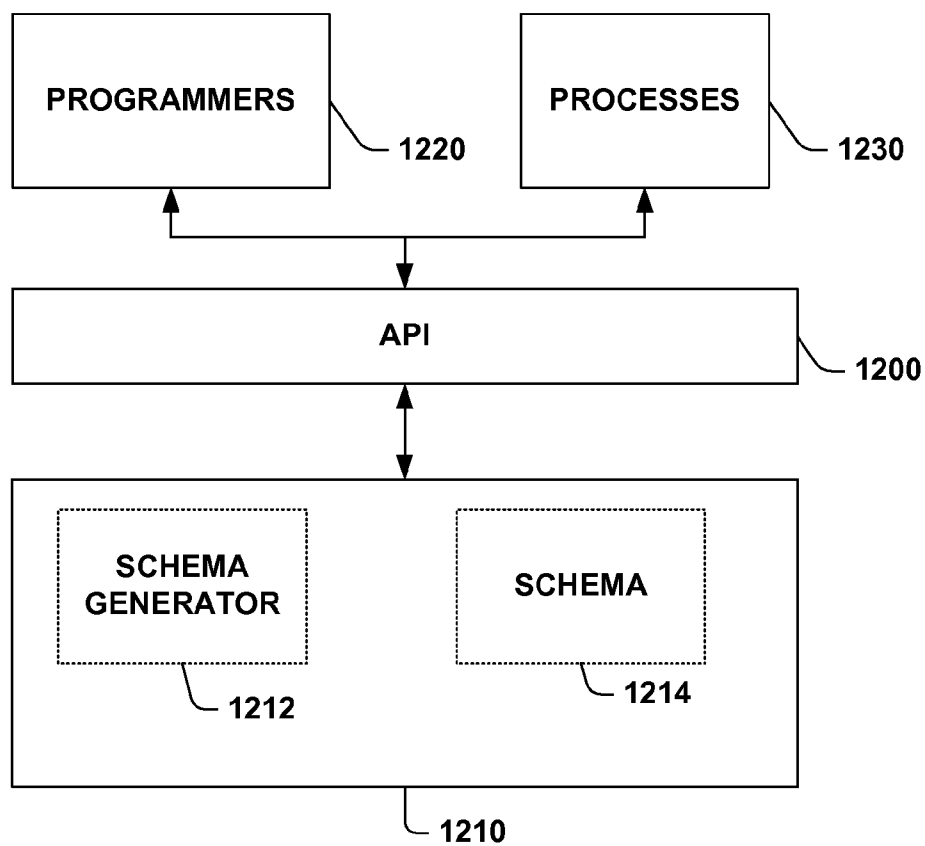 PROGRAMMERS
1220
PROCESSES
1230
API
1200
SCHEMA
GENERATOR
1212
SCHEMA
1214
1210